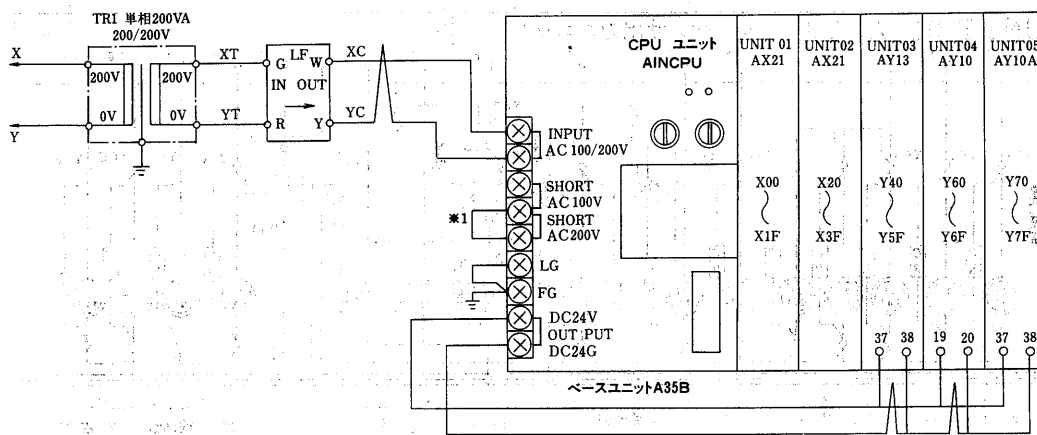 TR1 単相200VA
200/200V
X
XT
G LF W
XC
200V
200V
IN OUT
0V
0V
Y
YT
R Y
YC
CPU ユニット
A1NCPU
UNIT 01
AX21
UNIT02
AX21
UNIT03
AY13
UNIT04
AY10
UNIT05
AY10A
INPUT
AC 100/200V
SHORT
AC 100V
※1
SHORT
AC200V
LG
FG
DC24V
OUT PUT
DC24G
X00
X1F
X20
X3F
Y40
Y5F
Y60
Y6F
Y70
Y7F
37 38 19 20 37 38
ベースユニットA35B